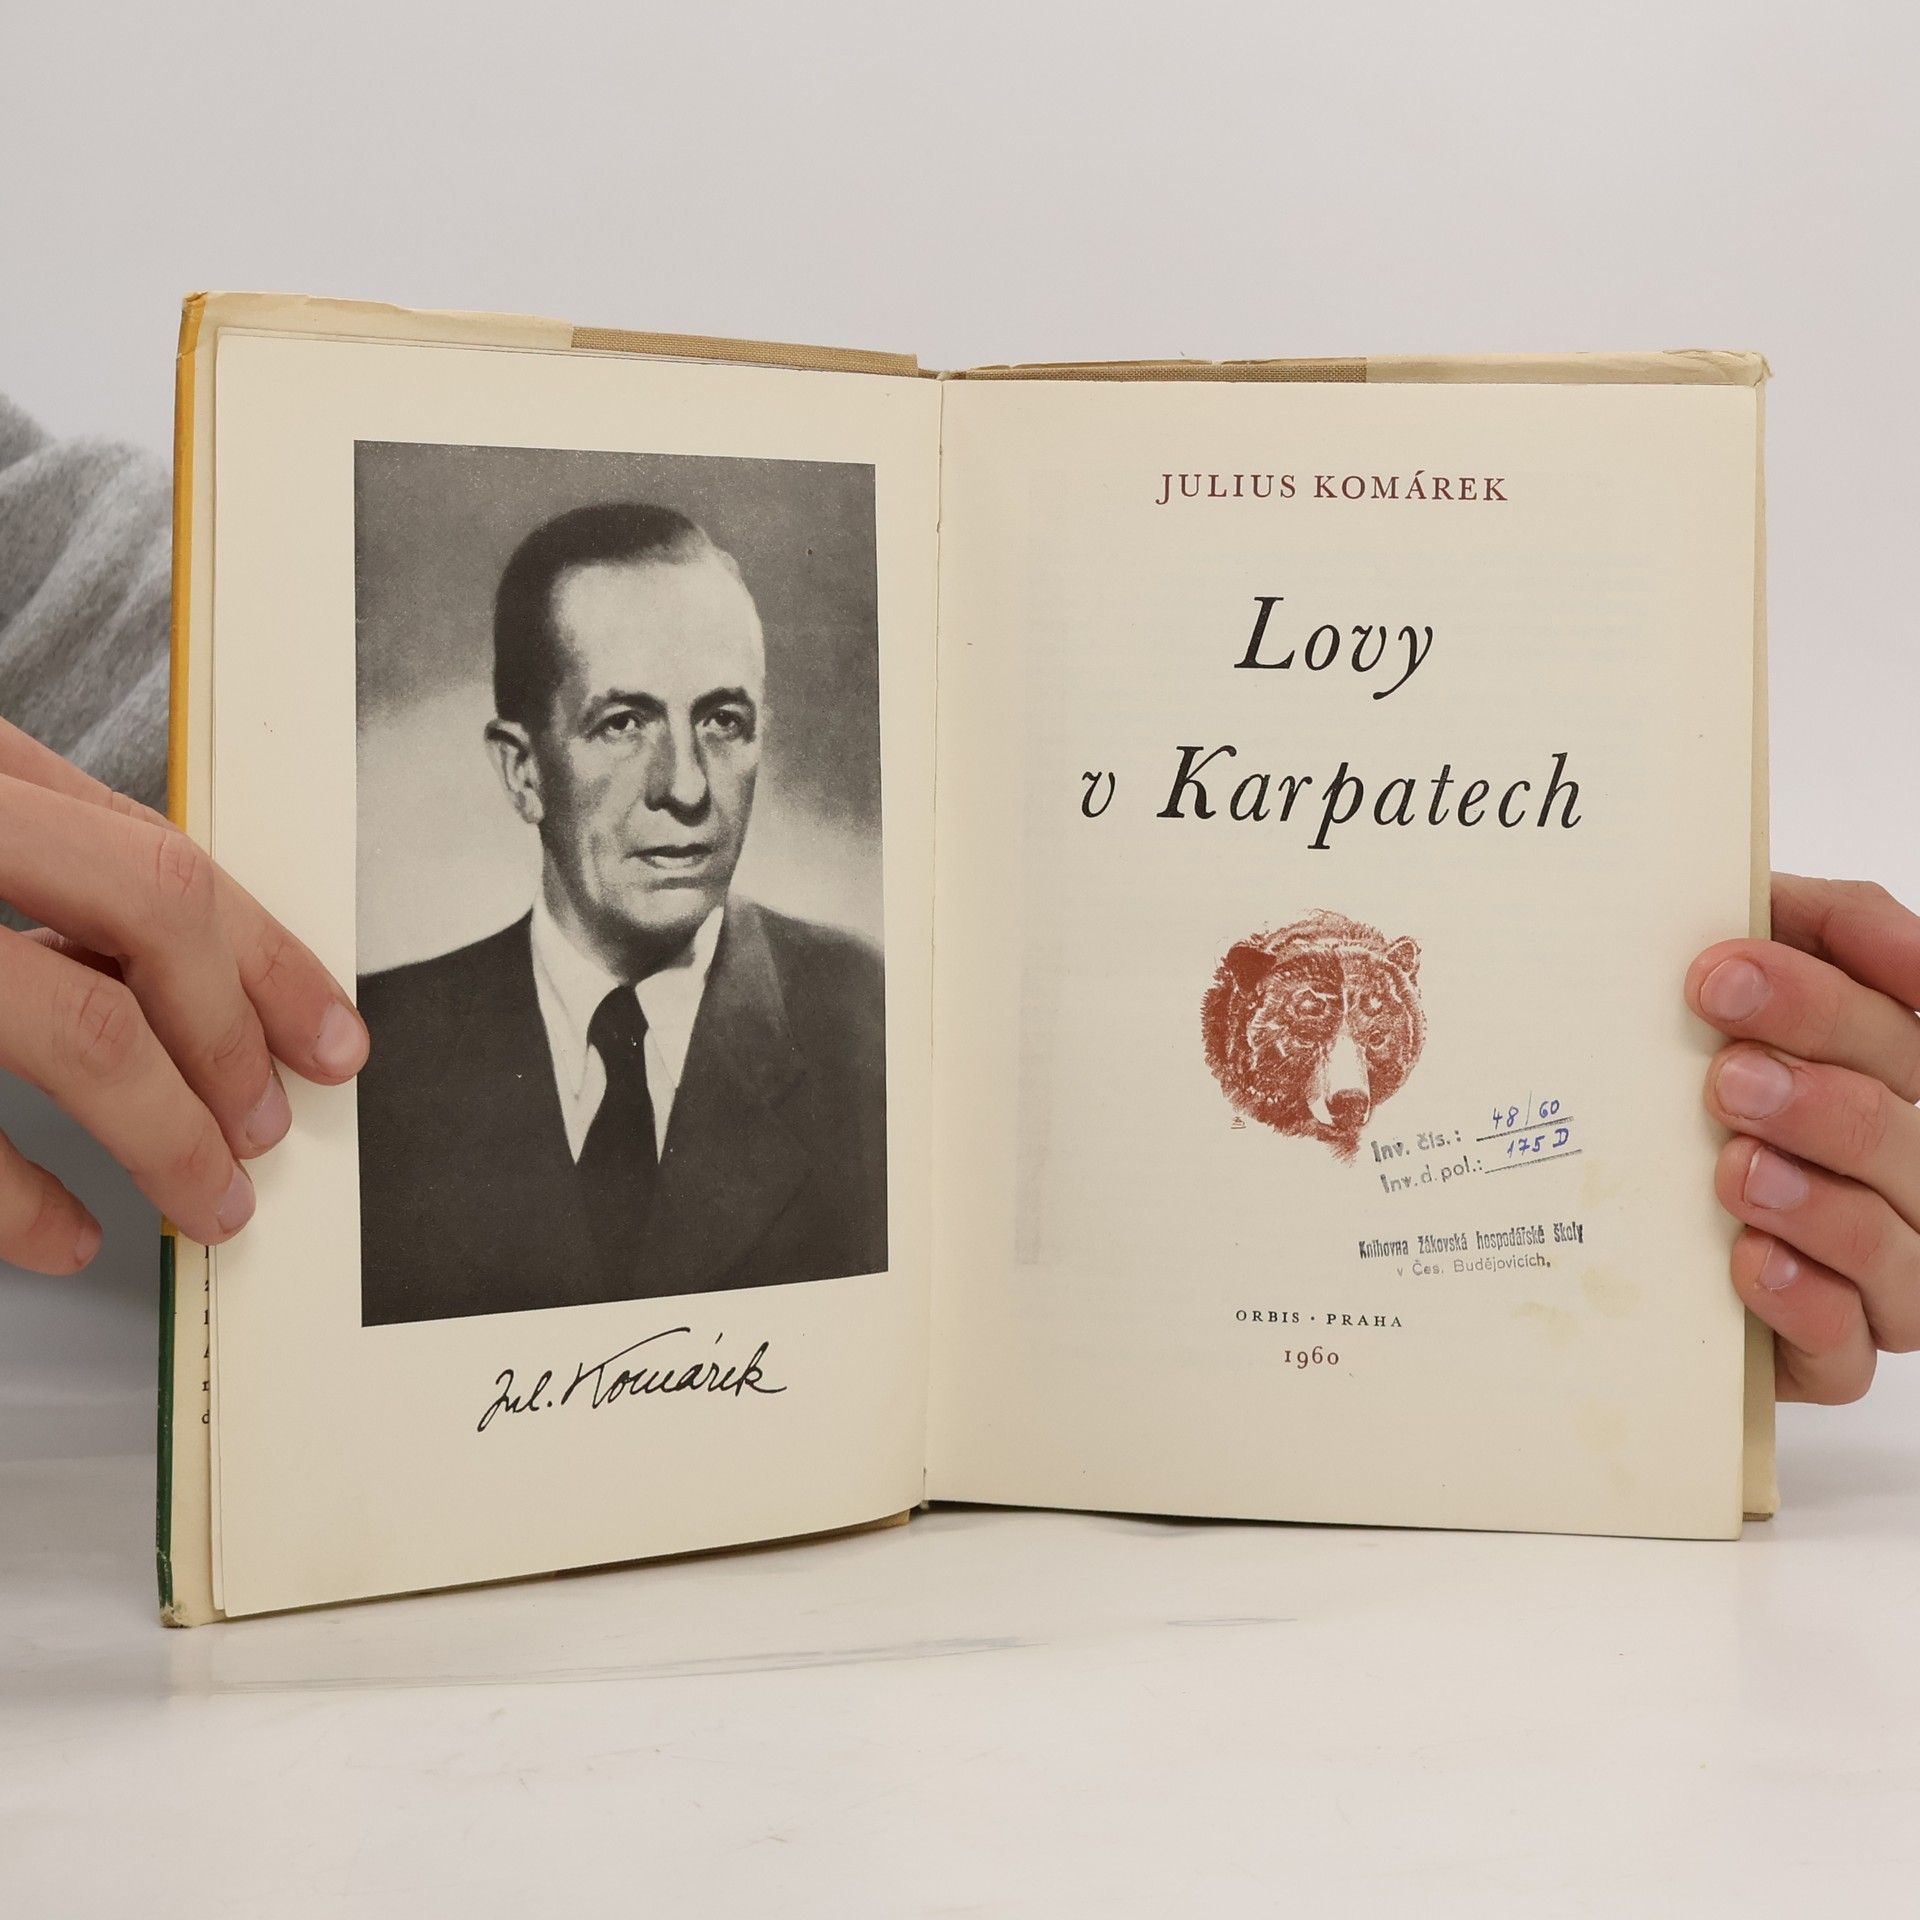 Jul. Komárek
JULIUS KOMÁREK
Lovy
v Karpatech
Inv. čís.: 48/60
Inv. d. pol.: 175 D
Knihovna žákovská hospodářské školy
v Čes. Budějovicích,
ORBIS · PRAHA
1960